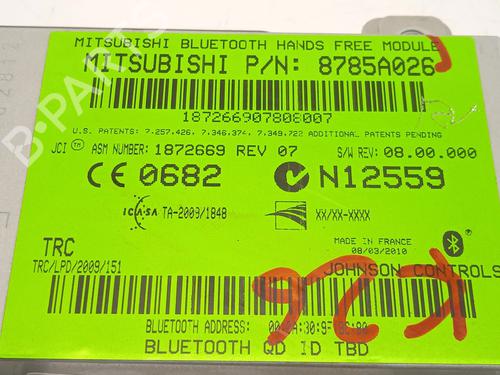 MITSUBISHI BLUETOOTH HANDS FREE MODULE
MITSUBISHI P/N: 8785A026
187266907808007
U.S. PATENTS: 7,257,426, 7,346,374, 7,349,722 ADDITIONAL PATENTS PENDING
JCI TM ASM NUMBER: 1872669 REV 07 S/W REV: 08.00.000
CE 0682 N12559
ICASA TA-2009/1848 XX/XX-XXXX
TRC
TRC/LPD/2009/151
MADE IN FRANCE
08/03/2010
JOHNSON CONTROLS
BLUETOOTH ADDRESS:
BLUETOOTH QD ID TBD
B-PARTS